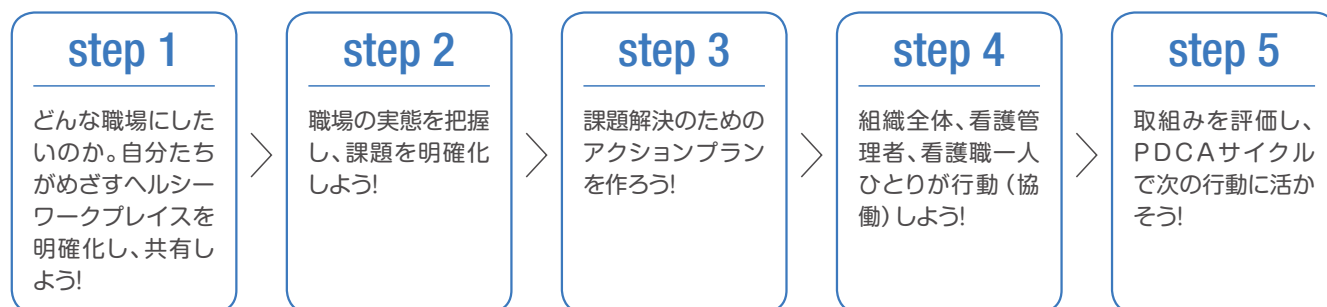 step 1
どんな職場にした
いのか。自分たち
がめざすヘルシー
ワークプレイスを
明確化し、共有し
よう!
step 2
職場の実態を把握
し、課題を明確化
しよう!
step 3
課題解決のための
アクションプラン
を作ろう!
step 4
組織全体、看護管
理者、看護職一人
ひとりが行動(協
働)しよう!
step 5
取組みを評価し、
PDCAサイクル
で次の行動に活か
そう!